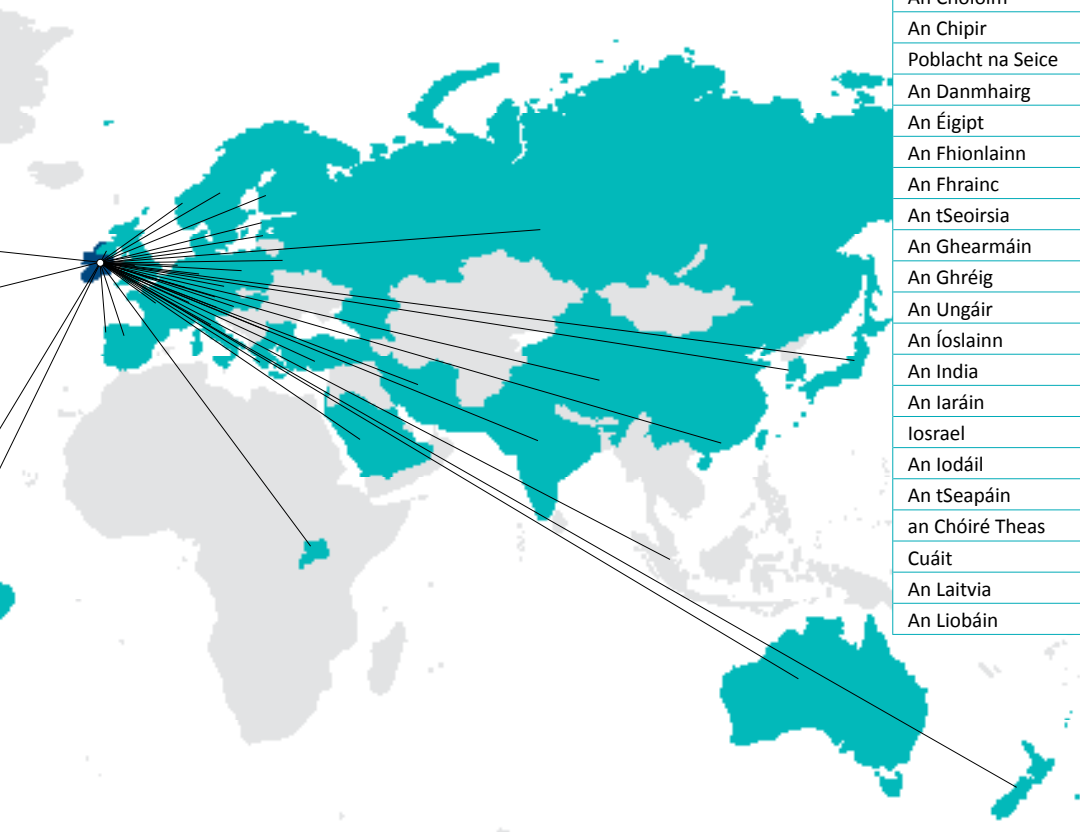 An Chipir
Poblacht na Seice
An Danmhairg
An Éigipt
An Fhionlainn
An Fhrainc
An tSeoirsia
An Ghearmáin
An Ghréig
An Ungáir
An Íoslainn
An India
An Iaráin
Iosrael
An Iodáil
An tSeapáin
an Chóiré Theas
Cuáit
An Laitvia
An Liobáin